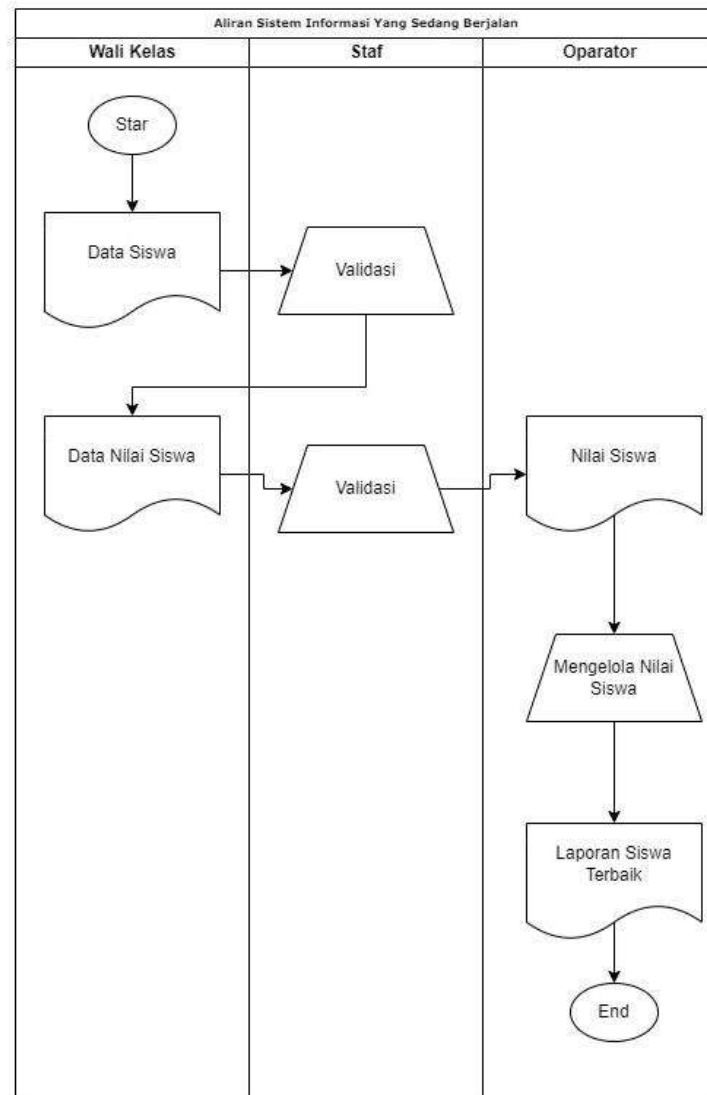 Aliran Sistem Informasi Yang Sedang Berjalan
Wali Kelas
Staf
Oparator
Star
Data Siswa
Validasi
Data Nilai Siswa
Validasi
Nilai Siswa
Mengelola Nilai
Siswa
Laporan Siswa
Terbaik
End